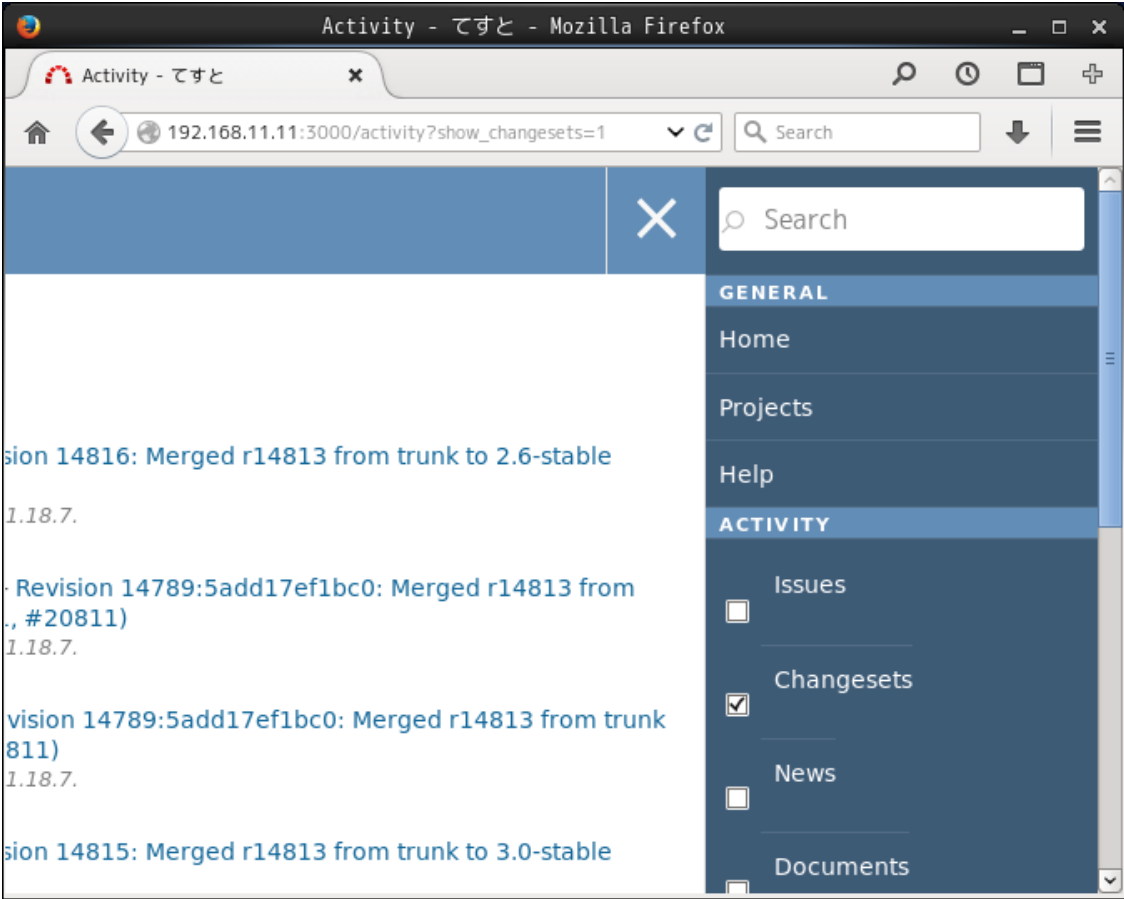 Activity - てすと - Mozilla Firefox
Activity - てすと
192.168.11.11:3000/activity?show_changesets=1
Search
Search
GENERAL
Home
Projects
Help
ACTIVITY
Issues
Changesets
News
Documents
sion 14816: Merged r14813 from trunk to 2.6-stable
1.18.7.
- Revision 14789:5add17ef1bc0: Merged r14813 from
., #20811)
1.18.7.
vision 14789:5add17ef1bc0: Merged r14813 from trunk
811)
1.18.7.
sion 14815: Merged r14813 from trunk to 3.0-stable